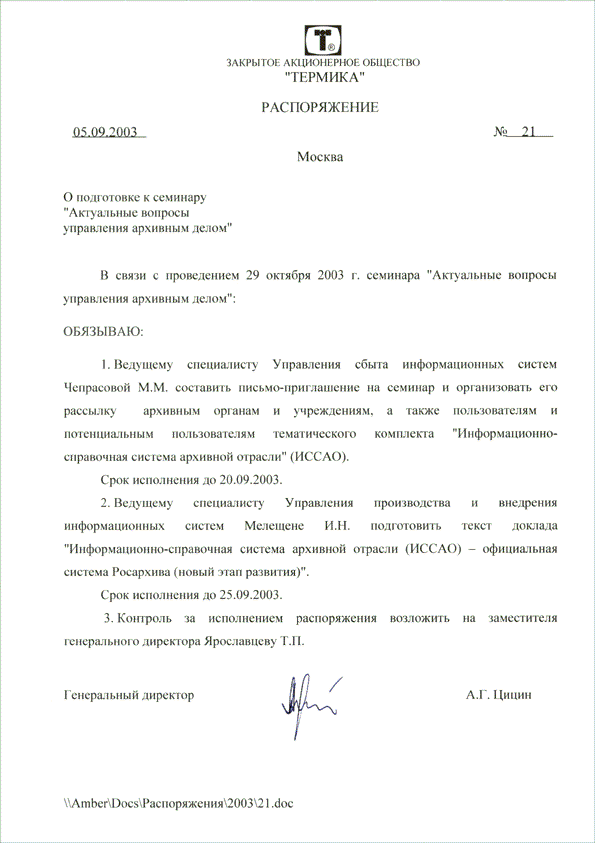 Т®
ЗАКРЫТОЕ АКЦИОНЕРНОЕ ОБЩЕСТВО
"ТЕРМИКА"
РАСПОРЯЖЕНИЕ
05.09.2003 № 21
Москва
О подготовке к семинару
"Актуальные вопросы
управления архивным делом"
В связи с проведением 29 октября 2003 г. семинара "Актуальные вопросы
управления архивным делом":
ОБЯЗЫВАЮ:
1. Ведущему специалисту Управления сбыта информационных систем
Чепрасовой М.М. составить письмо-приглашение на семинар и организовать его
рассылку архивным органам и учреждениям, а также пользователям и
потенциальным пользователям тематического комплекта "Информационно-
справочная система архивной отрасли" (ИССАО).
Срок исполнения до 20.09.2003.
2. Ведущему специалисту Управления производства и внедрения
информационных систем Мелещене И.Н. подготовить текст доклада
"Информационно-справочная система архивной отрасли (ИССАО) – официальная
система Росархива (новый этап развития)".
Срок исполнения до 25.09.2003.
3. Контроль за исполнением распоряжения возложить на заместителя
генерального директора Ярославцеву Т.П.
Генеральный директор А.Г. Цицин
\\Amber\Docs\Распоряжения\2003\21.doc